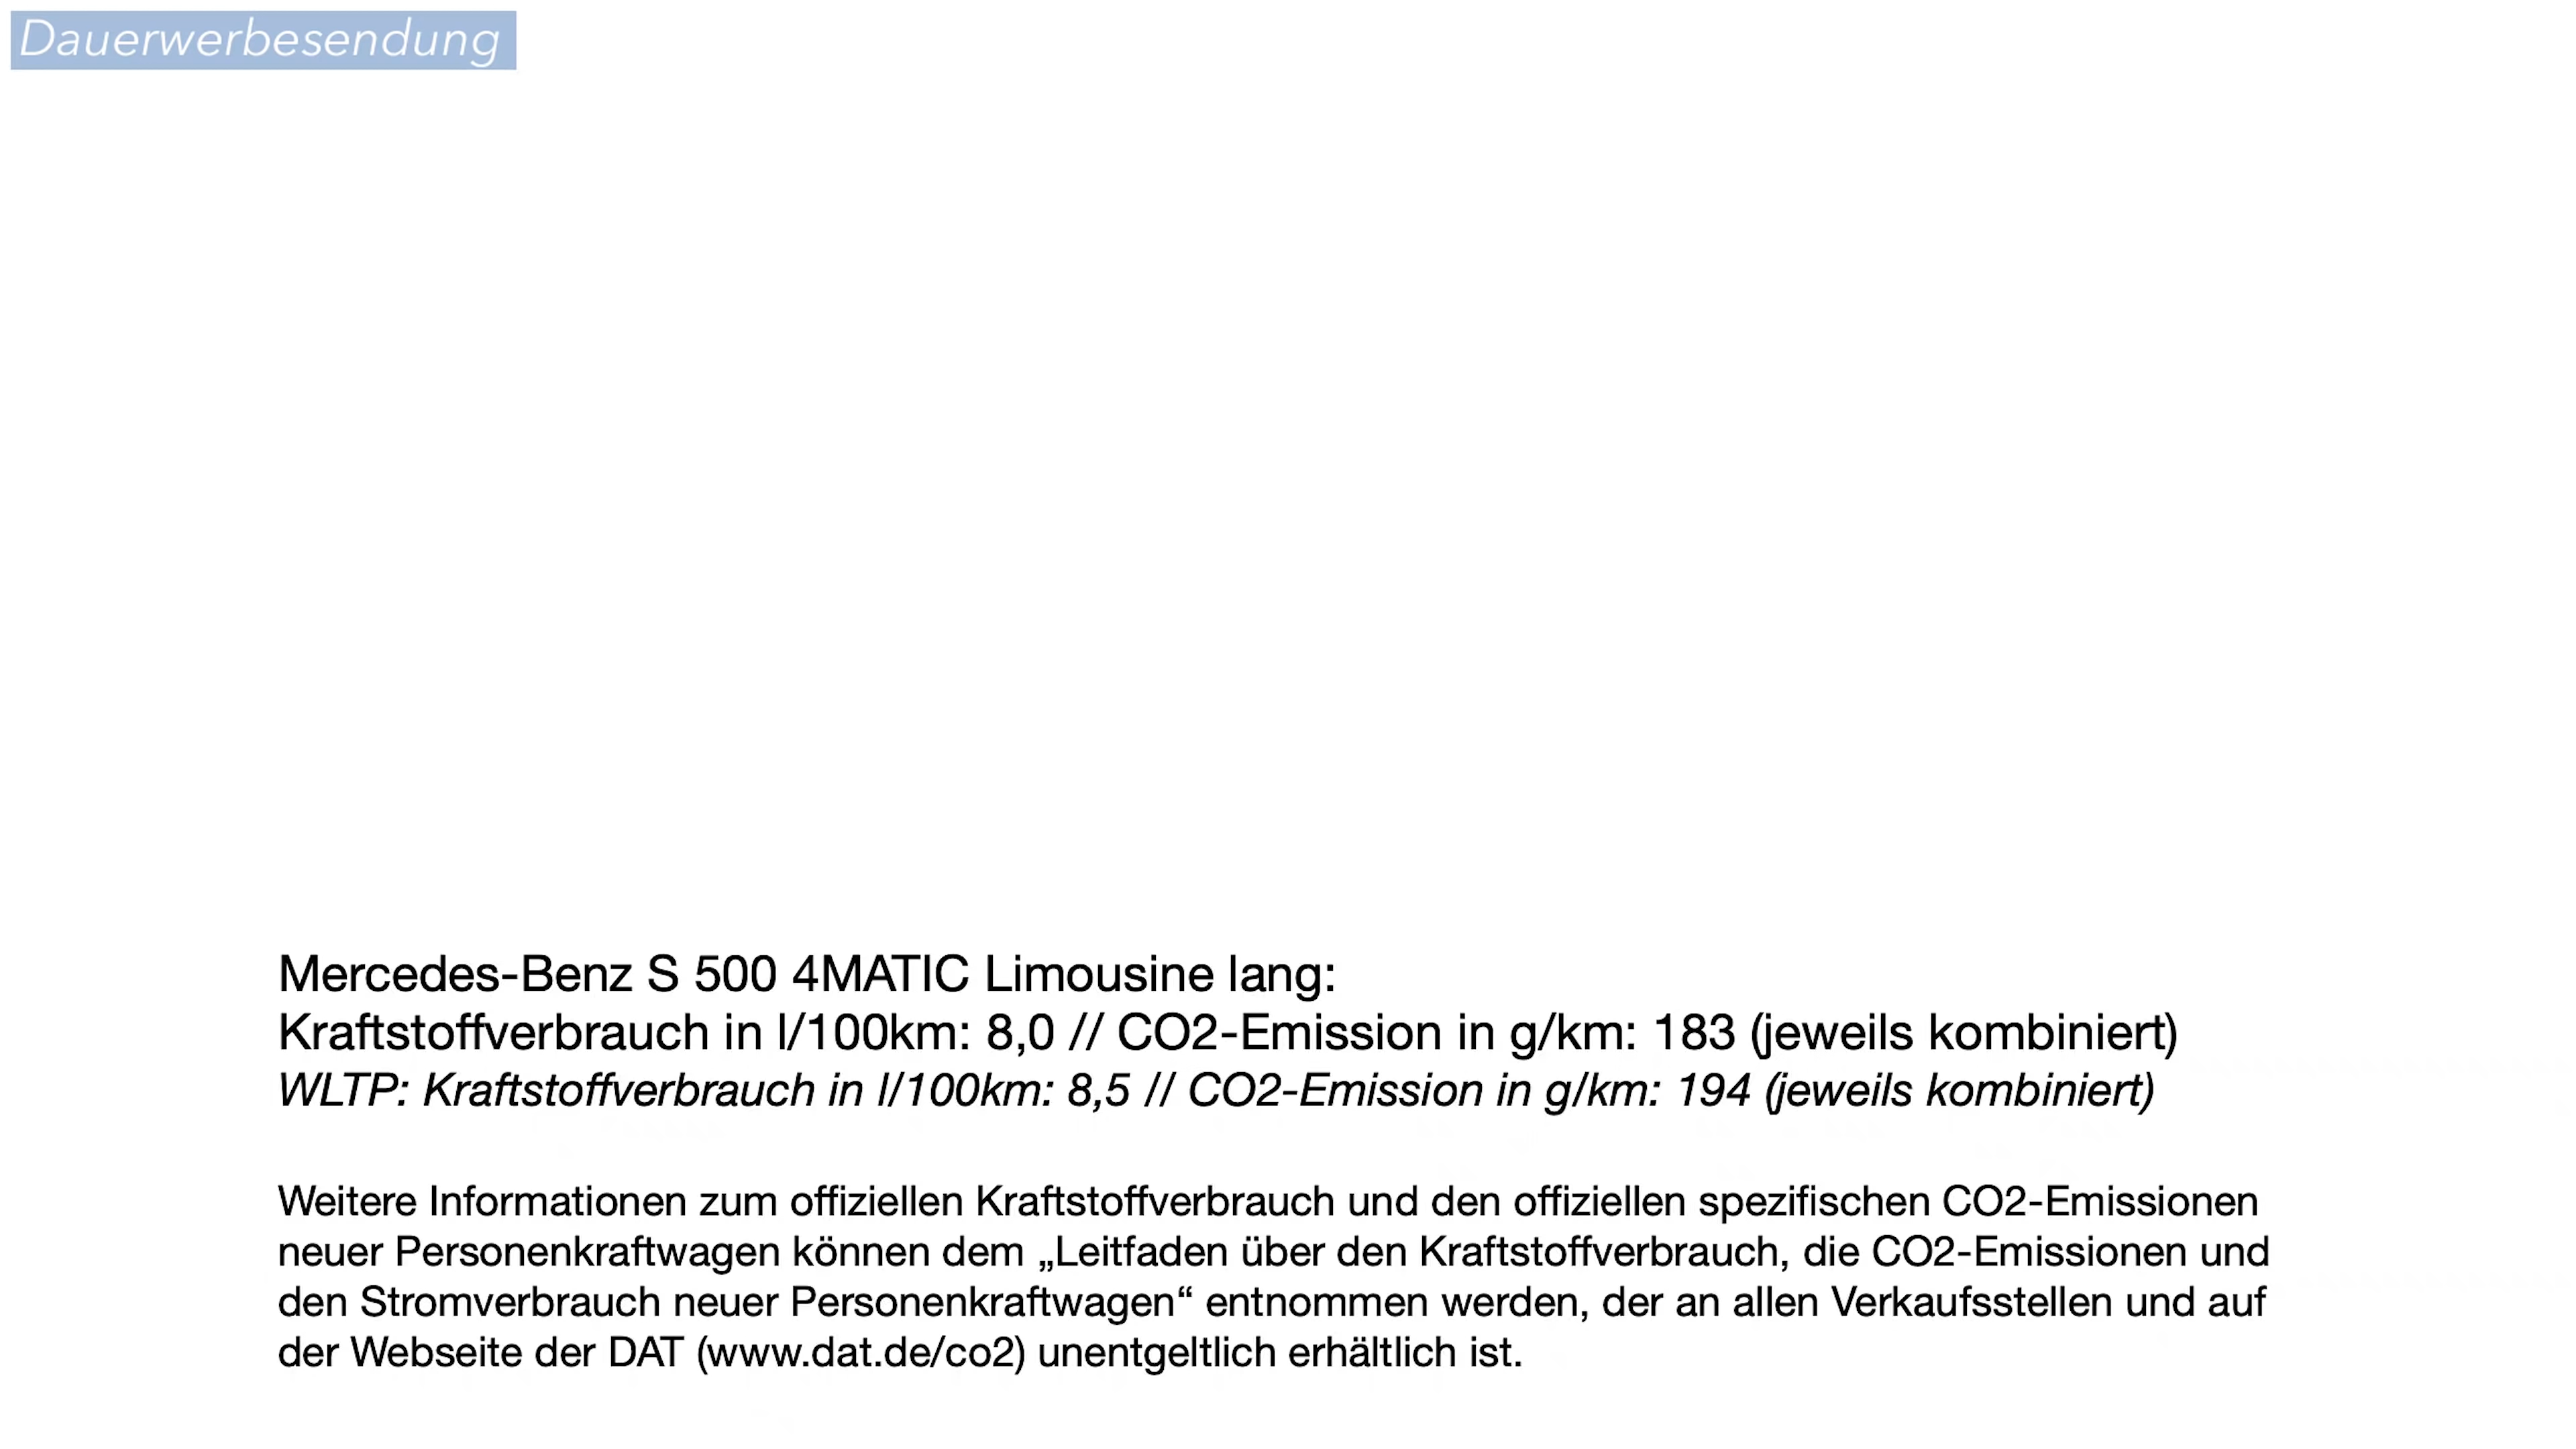 Dauerwerbesendung
Mercedes-Benz S 500 4MATIC Limousine lang:
Kraftstoffverbrauch in l/100km: 8,0 // CO2-Emission in g/km: 183 (jeweils kombiniert)
WLTP: Kraftstoffverbrauch in l/100km: 8,5 // CO2-Emission in g/km: 194 (jeweils kombiniert)
Weitere Informationen zum offiziellen Kraftstoffverbrauch und den offiziellen spezifischen CO2-Emissionen
neuer Personenkraftwagen können dem „Leitfaden über den Kraftstoffverbrauch, die CO2-Emissionen und
den Stromverbrauch neuer Personenkraftwagen“ entnommen werden, der an allen Verkaufsstellen und auf
der Webseite der DAT (www.dat.de/co2) unentgeltlich erhältlich ist.